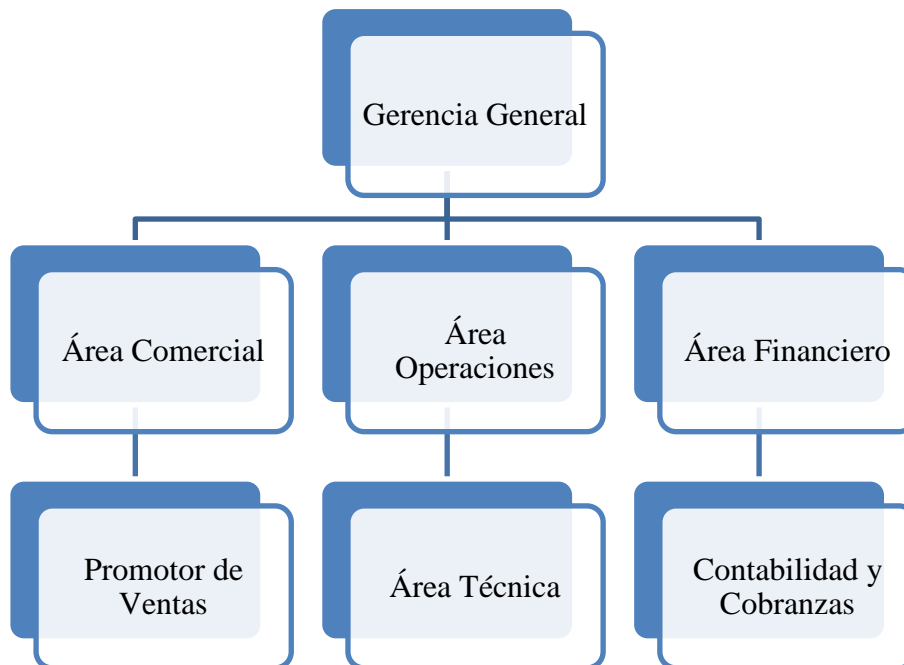 Gerencia General
Área Comercial
Área
Operaciones
Área Financiero
Promotor de
Ventas
Área Técnica
Contabilidad y
Cobranzas